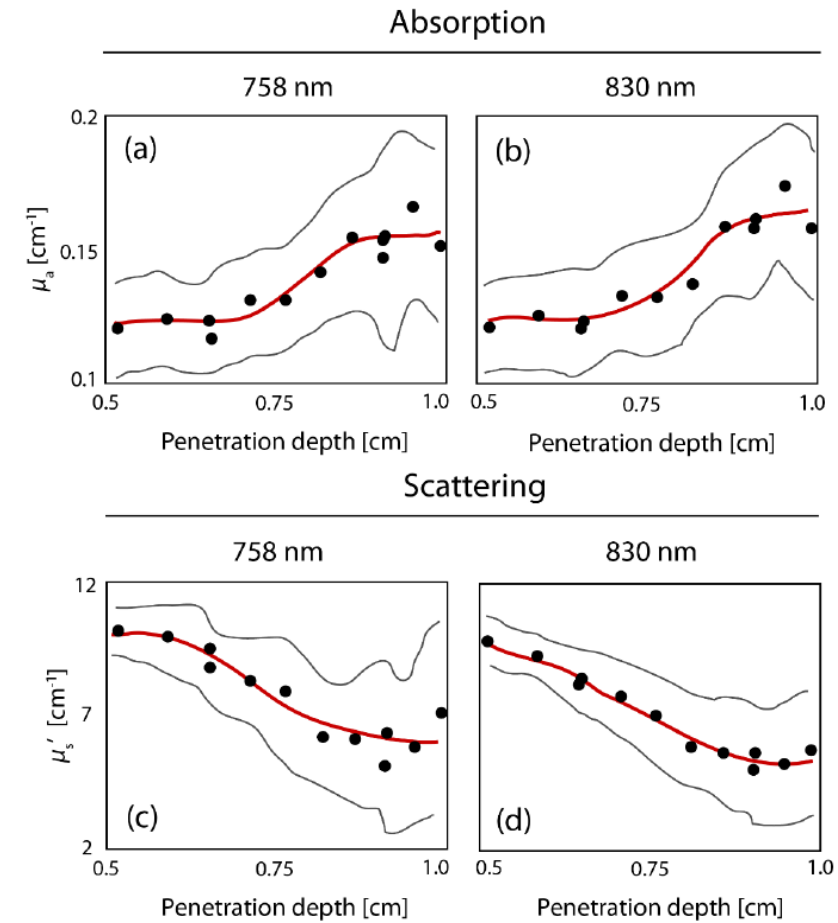 Absorption
758 nm 830 nm
0.2
(a) (b)
μa [cm-1]
0.15
0.1
0.5 0.75 1.0 0.5 0.75 1.0
Penetration depth [cm] Penetration depth [cm]
Scattering
758 nm 830 nm
12
μs′ [cm-1]
7
(c) (d)
2
0.5 0.75 1.0 0.5 0.75 1.0
Penetration depth [cm] Penetration depth [cm]